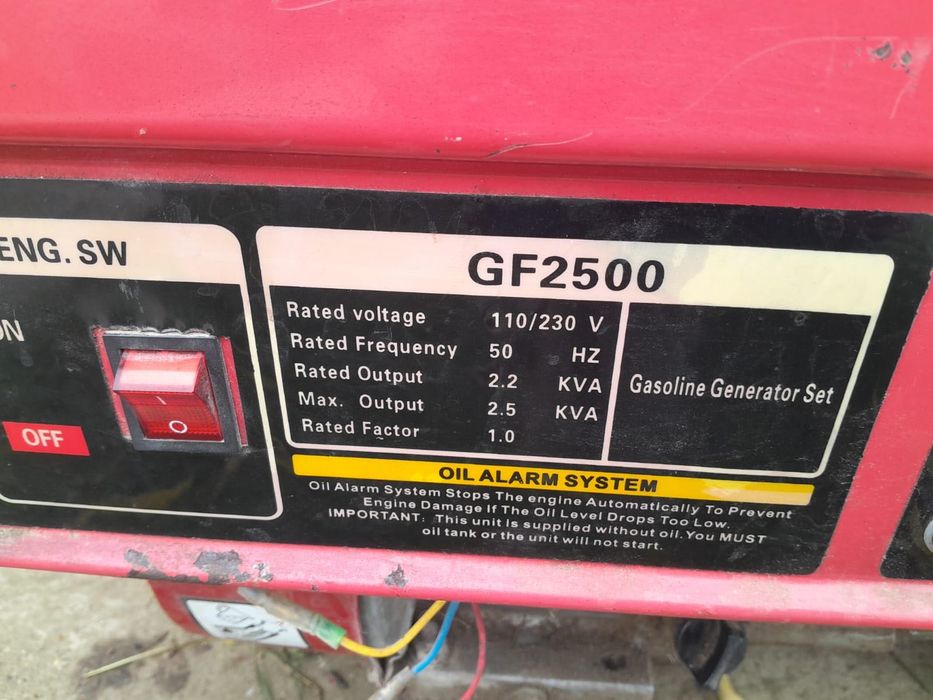 ENG. SW
ON
OFF
GF2500
Rated voltage 110/230 V
Rated Frequency 50 HZ
Rated Output 2.2 KVA
Max. Output 2.5 KVA
Rated Factor 1.0
Gasoline Generator Set
OIL ALARM SYSTEM
Oil Alarm System Stops The engine Automatically To Prevent
Engine Damage If The Oil Level Drops Too Low.
IMPORTANT: This unit is supplied without oil. You MUST
oil tank or the unit will not start.